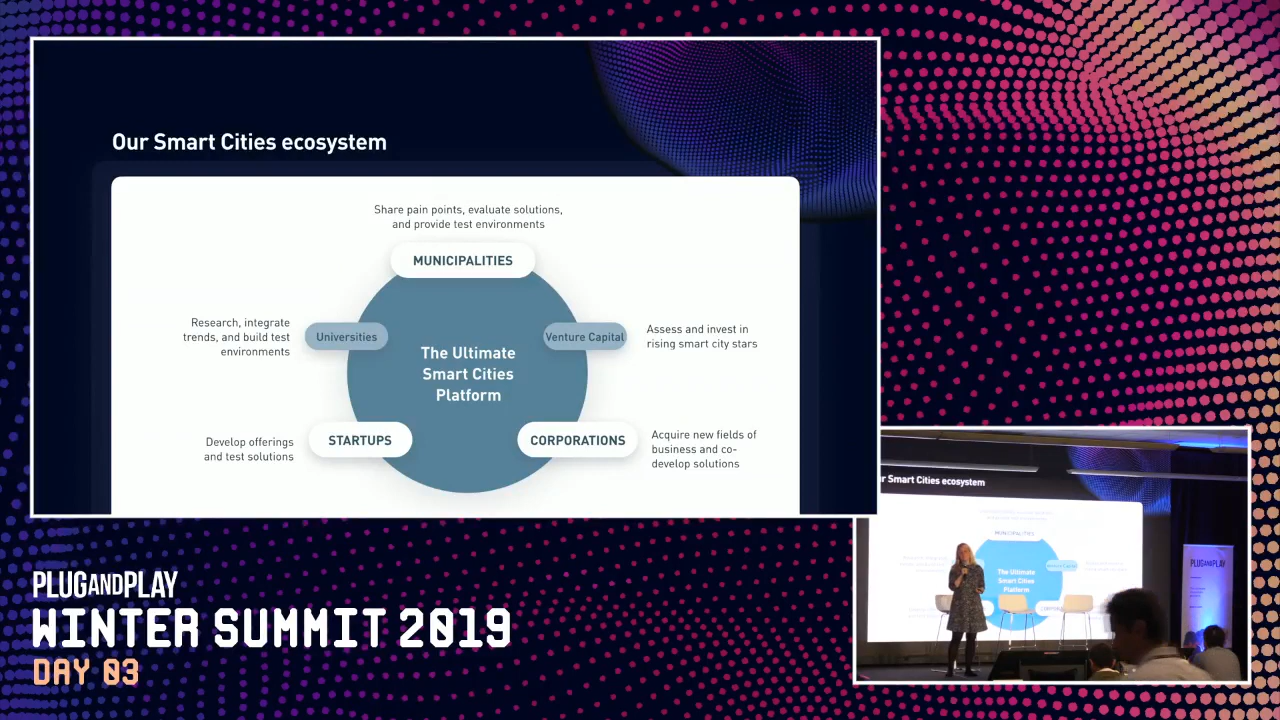 Our Smart Cities ecosystem
Share pain points, evaluate solutions,
and provide test environments
MUNICIPALITIES
Research, integrate
trends, and build test
environments
Universities
Venture Capital
Assess and invest in
rising smart city stars
The Ultimate
Smart Cities
Platform
Develop offerings
and test solutions
STARTUPS
CORPORATIONS
Acquire new fields of
business and co-
develop solutions
r Smart Cities ecosystem
MUNICIPALITIES
The Ultimate
Smart Cities
Platform
PLUGANDPLAY
PLUGANDPLAY
WINTER SUMMIT 2019
DAY 03